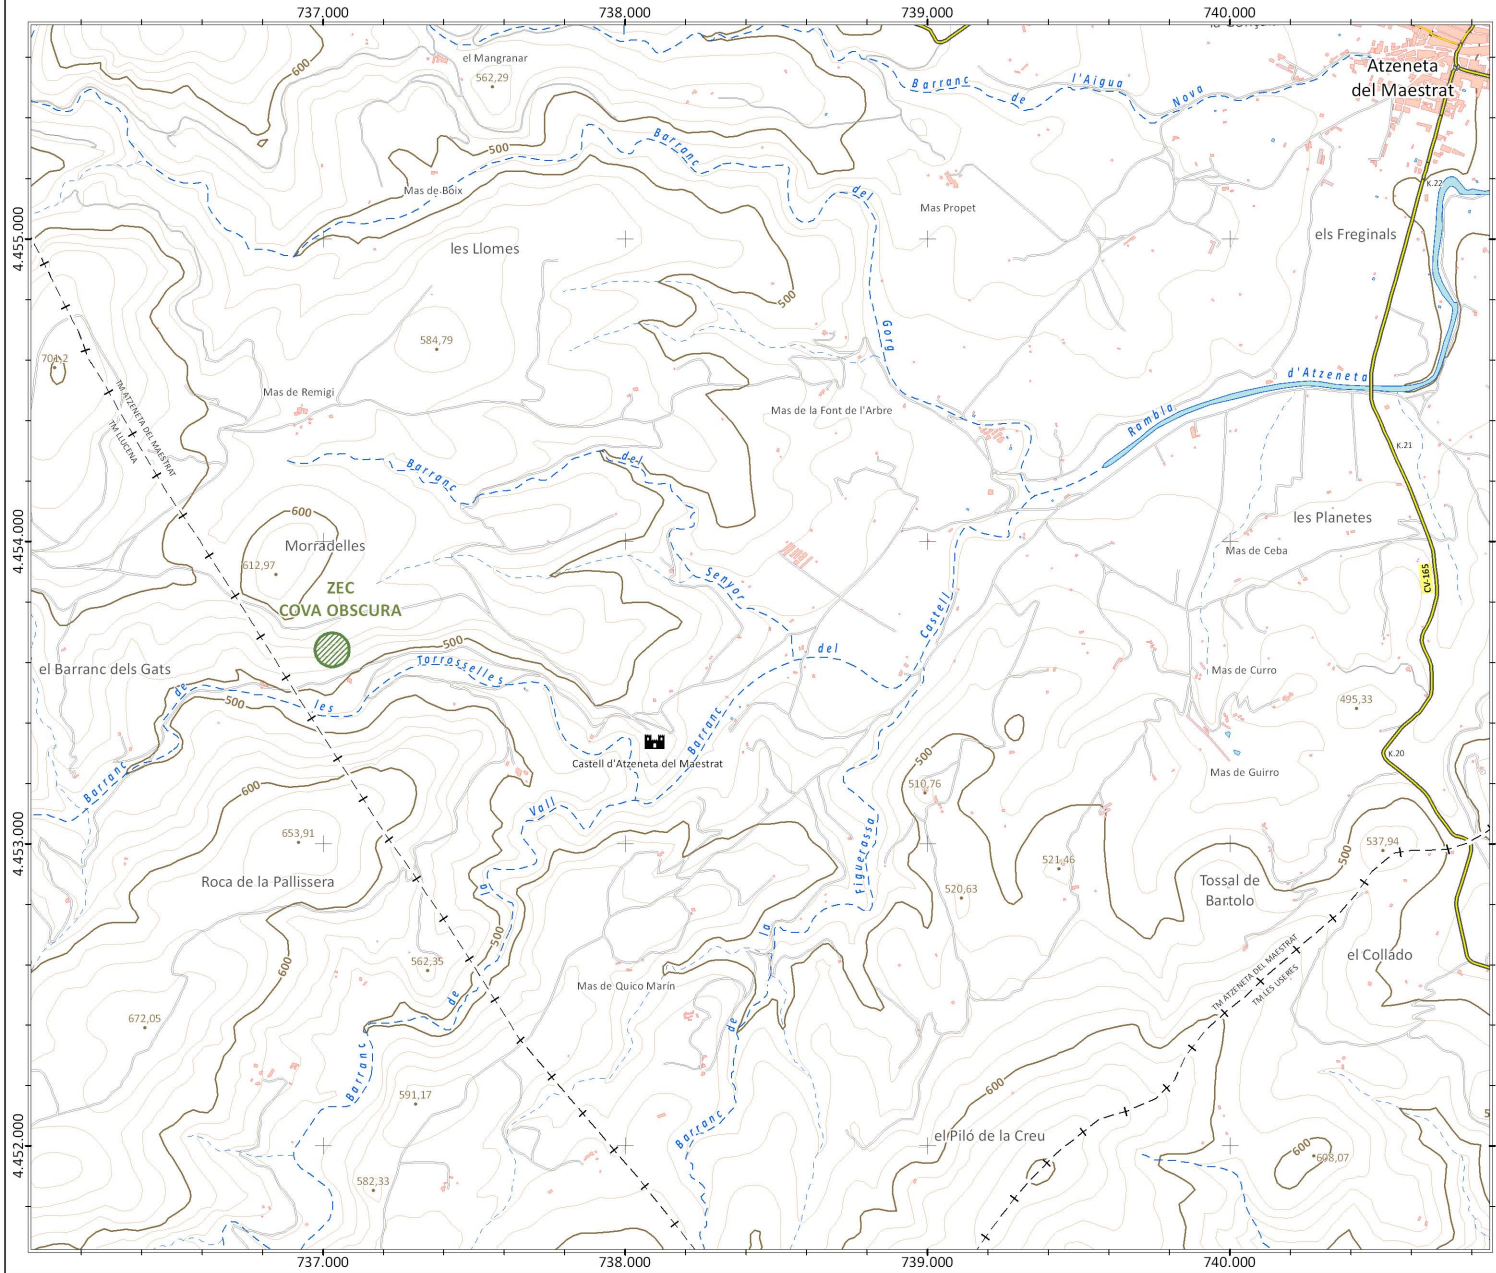 737.000
738.000
739.000
740.000
600
el Mangranar
562,29
Barranc
de
l'Aigua
Nova
Atzeneta
del Maestrat
500
Barranc
Mas de Boix
del
Mas Propet
K.22
4.455.000
les Llomes
els Freginals
500
Gorg
584,79
701,2
d'Atzeneta
Mas de Remigi
TM ATZENETA DEL MAESTRAT
TM LLUCENA
Mas de la Font de l'Arbre
Rambla
K.21
Barranc
del
600
les Planetes
4.454.000
Morradelles
Mas de Ceba
612,97
Senyor
CV-165
ZEC
COVA OBSCURA
Castell
500
del
el Barranc dels Gats
Torrosselles
Mas de Curro
de
500
les
495,33
Barranc
500
K.20
Castell d'Atzeneta del Maestrat
Mas de Guirro
Barranc
600
510,76
Vall
4.453.000
653,91
537,94
500
521,46
Figuerassa
Roca de la Pallissera
la
520,63
Tossal de
Bartolo
500
la
600
562,35
TM ATZENETA DEL MAESTRAT
TM LES USERES
el Collado
Mas de Quico Marín
de
672,05
de
Barranc
600
591,17
Barranc
el Piló de la Creu
4.452.000
600
608,07
582,33
737.000
738.000
739.000
740.000